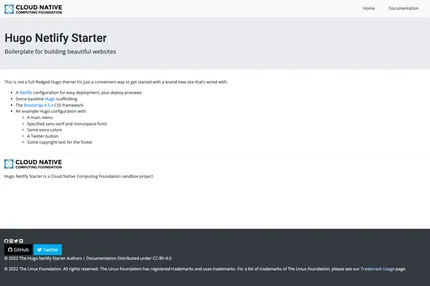 CLOUD NATIVE
COMPUTING FOUNDATION
Home
Documentation
Hugo Netlify Starter
Boilerplate for building beautiful websites
This is not a full-fledged Hugo theme! It's just a convenient way to get started with a brand-new site that's wired with:
A Netlify configuration for easy deployment, plus deploy previews
Some baseline Hugo scaffolding
The Bootstrap 4.5.x CSS framework
An example Hugo configuration with:
A main menu
Specified sans-serif and monospace fonts
Some extra colors
A Twitter button
Some copyright text for the footer
CLOUD NATIVE
COMPUTING FOUNDATION
Hugo Netlify Starter is a Cloud Native Computing Foundation sandbox project.
GitHub
Twitter
© 2022 The Hugo Netlify Starter Authors | Documentation Distributed under CC-BY-4.0
© 2022 The Linux Foundation. All rights reserved. The Linux Foundation has registered trademarks and uses trademarks. For a list of trademarks of The Linux Foundation, please see our Trademark Usage page.